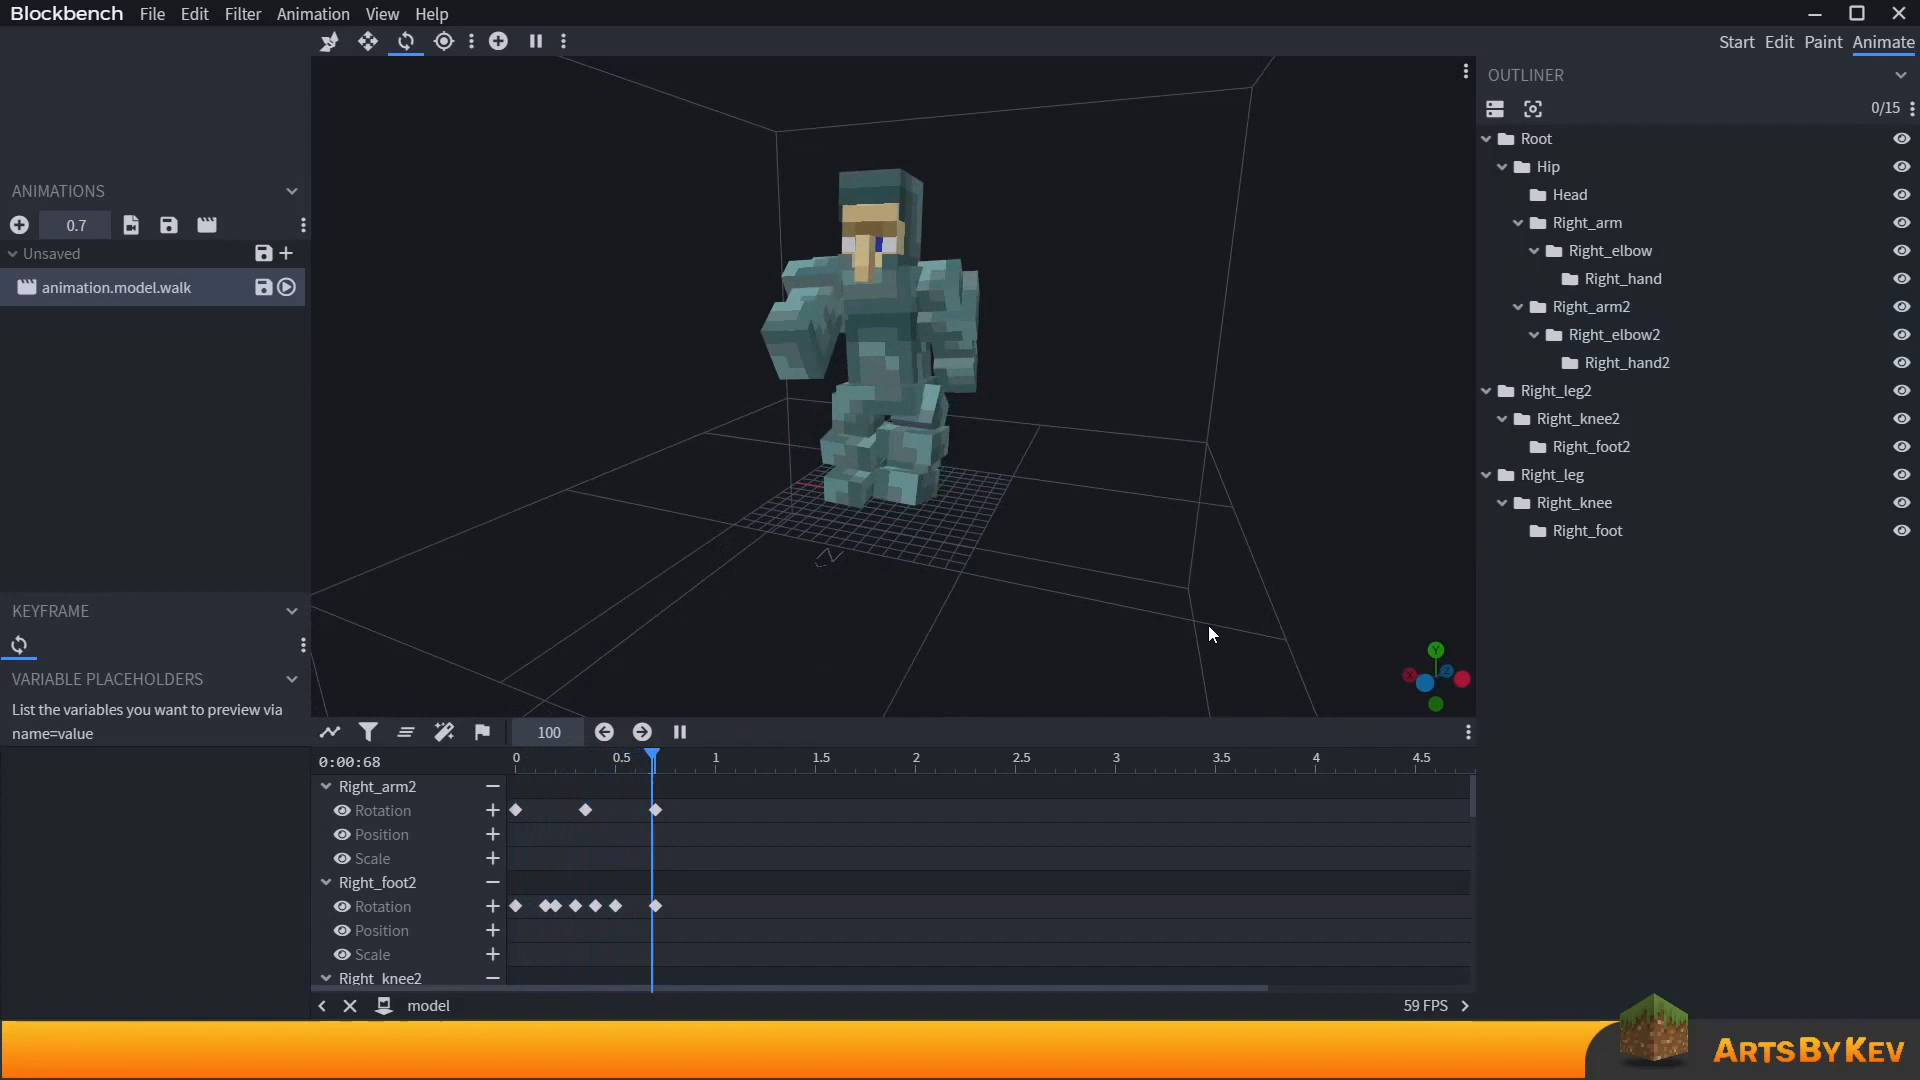 Blockbench File Edit Filter Animation View Help
Start Edit Paint Animate
ANIMATIONS
0.7
Unsaved
animation.model.walk
KEYFRAME
VARIABLE PLACEHOLDERS
List the variables you want to preview via
name=value
OUTLINER
0/15
Root
Hip
Head
Right_arm
Right_elbow
Right_hand
Right_arm2
Right_elbow2
Right_hand2
Right_leg2
Right_knee2
Right_foot2
Right_leg
Right_knee
Right_foot
Y
X
Z
100
0:00:68
0 0.5 1 1.5 2 2.5 3 3.5 4 4.5
Right_arm2
Rotation
Position
Scale
Right_foot2
Rotation
Position
Scale
Right_knee2
model
59 FPS
ARTSBYKEV